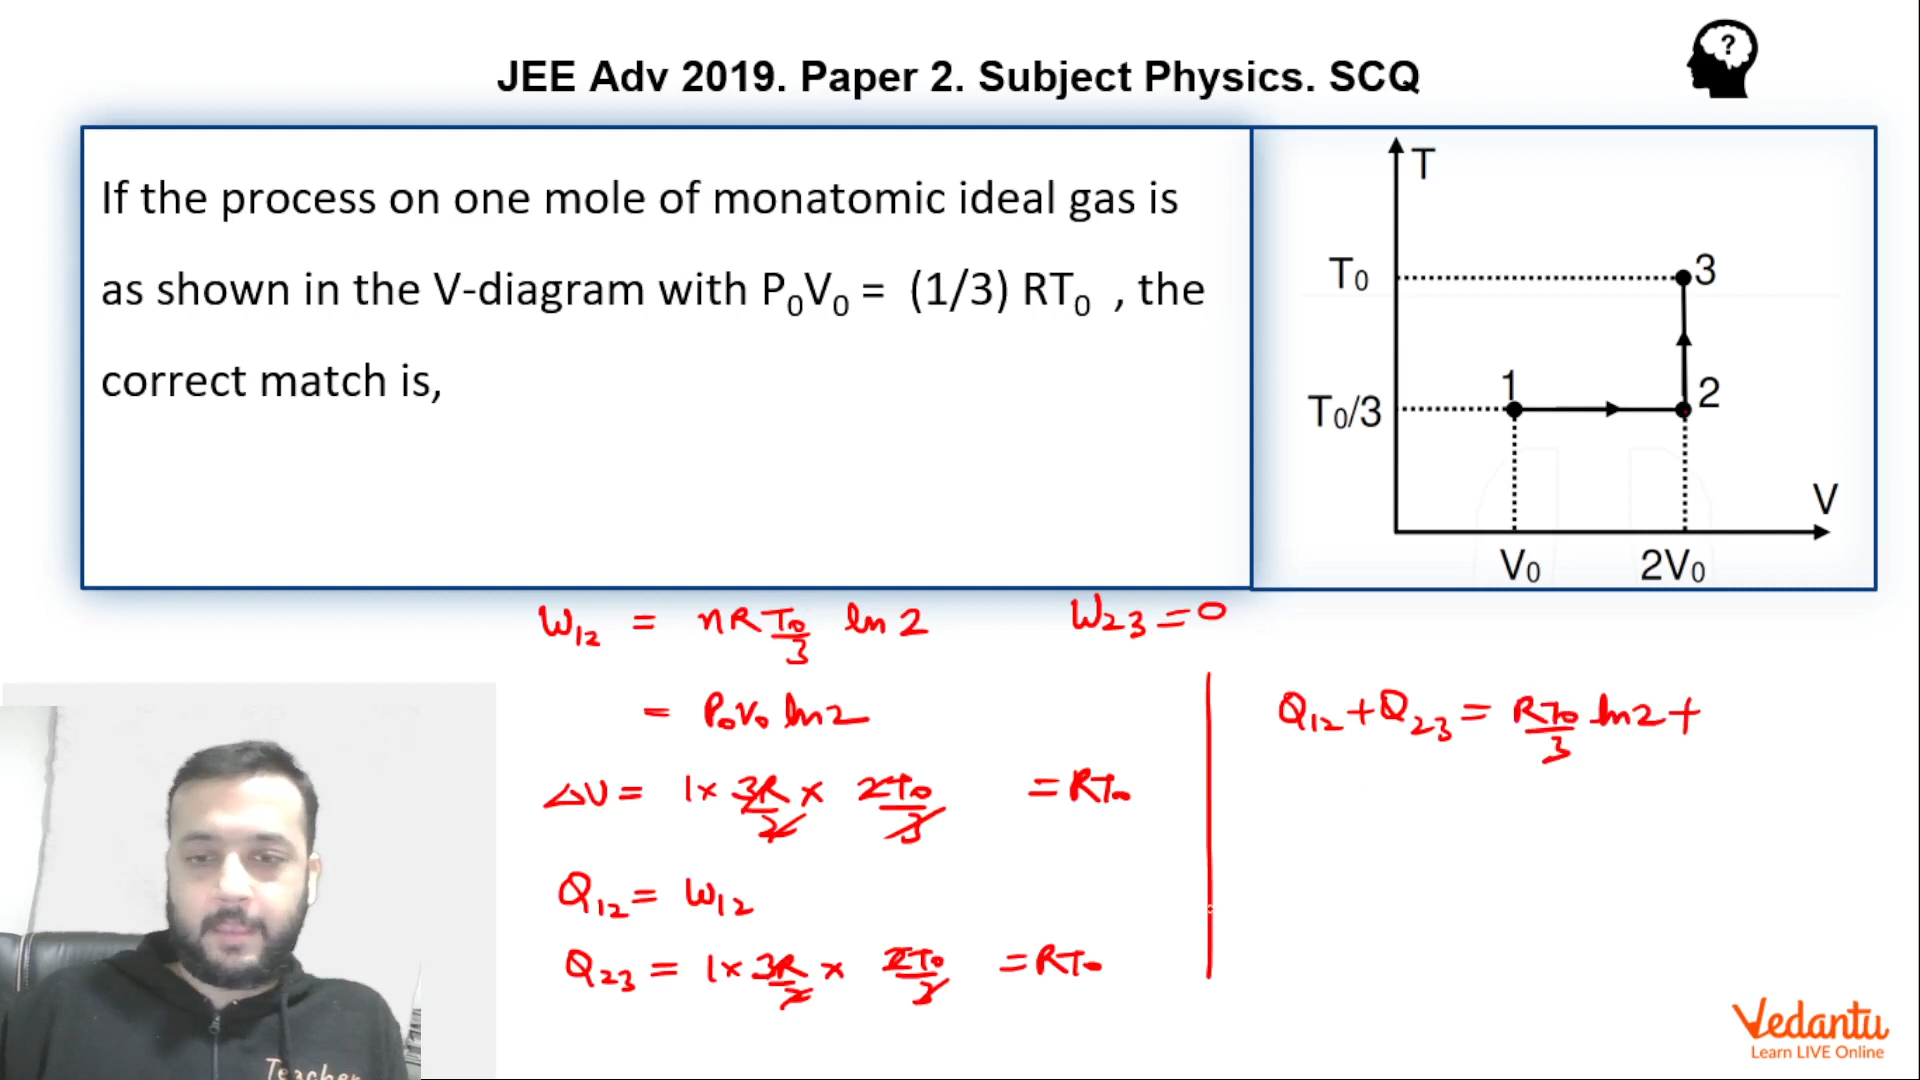 JEE Adv 2019. Paper 2. Subject Physics. SCQ
?
If the process on one mole of monatomic ideal gas is
as shown in the V-diagram with P₀V₀ = (1/3) RT₀ , the
correct match is,
T
T₀
3
1
2
T₀/3
V
V₀
2V₀
W₁₂ = nRT₀/3 ln 2
W₂₃ = 0
= P₀V₀ ln2
Q₁₂ + Q₂₃ = RT₀/3 ln2 +
ΔU = 1 × 3R/2 × 2T₀/3 = RT₀
Q₁₂ = W₁₂
Q₂₃ = 1 × 3R/2 × 2T₀/3 = RT₀
Teacher
Vedantu
Learn LIVE Online